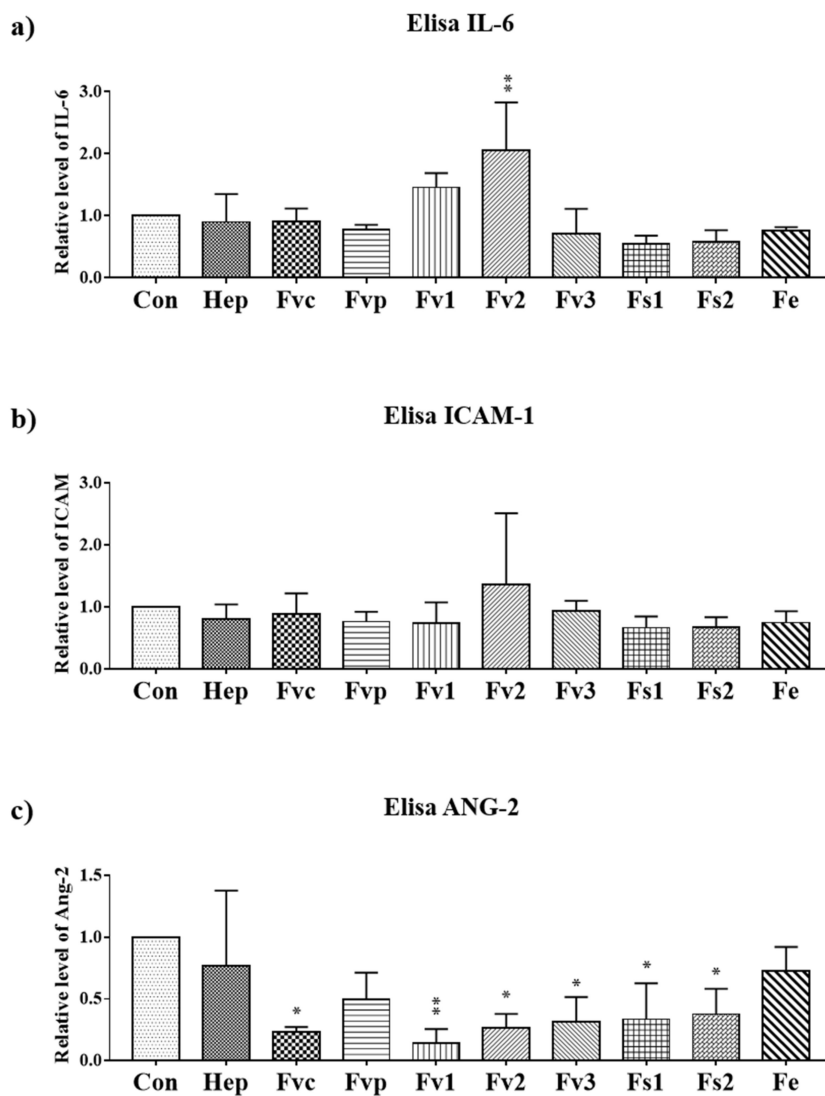 a)
Elisa IL-6
Relative level of IL-6
3.0
2.0
1.0
0.0
**
Con Hep Fvc Fvp Fv1 Fv2 Fv3 Fs1 Fs2 Fe
b)
Elisa ICAM-1
Relative level of ICAM
3.0
2.0
1.0
0.0
Con Hep Fvc Fvp Fv1 Fv2 Fv3 Fs1 Fs2 Fe
c)
Elisa ANG-2
Relative level of Ang-2
1.5
1.0
0.5
0.0
* ** * * * *
Con Hep Fvc Fvp Fv1 Fv2 Fv3 Fs1 Fs2 Fe